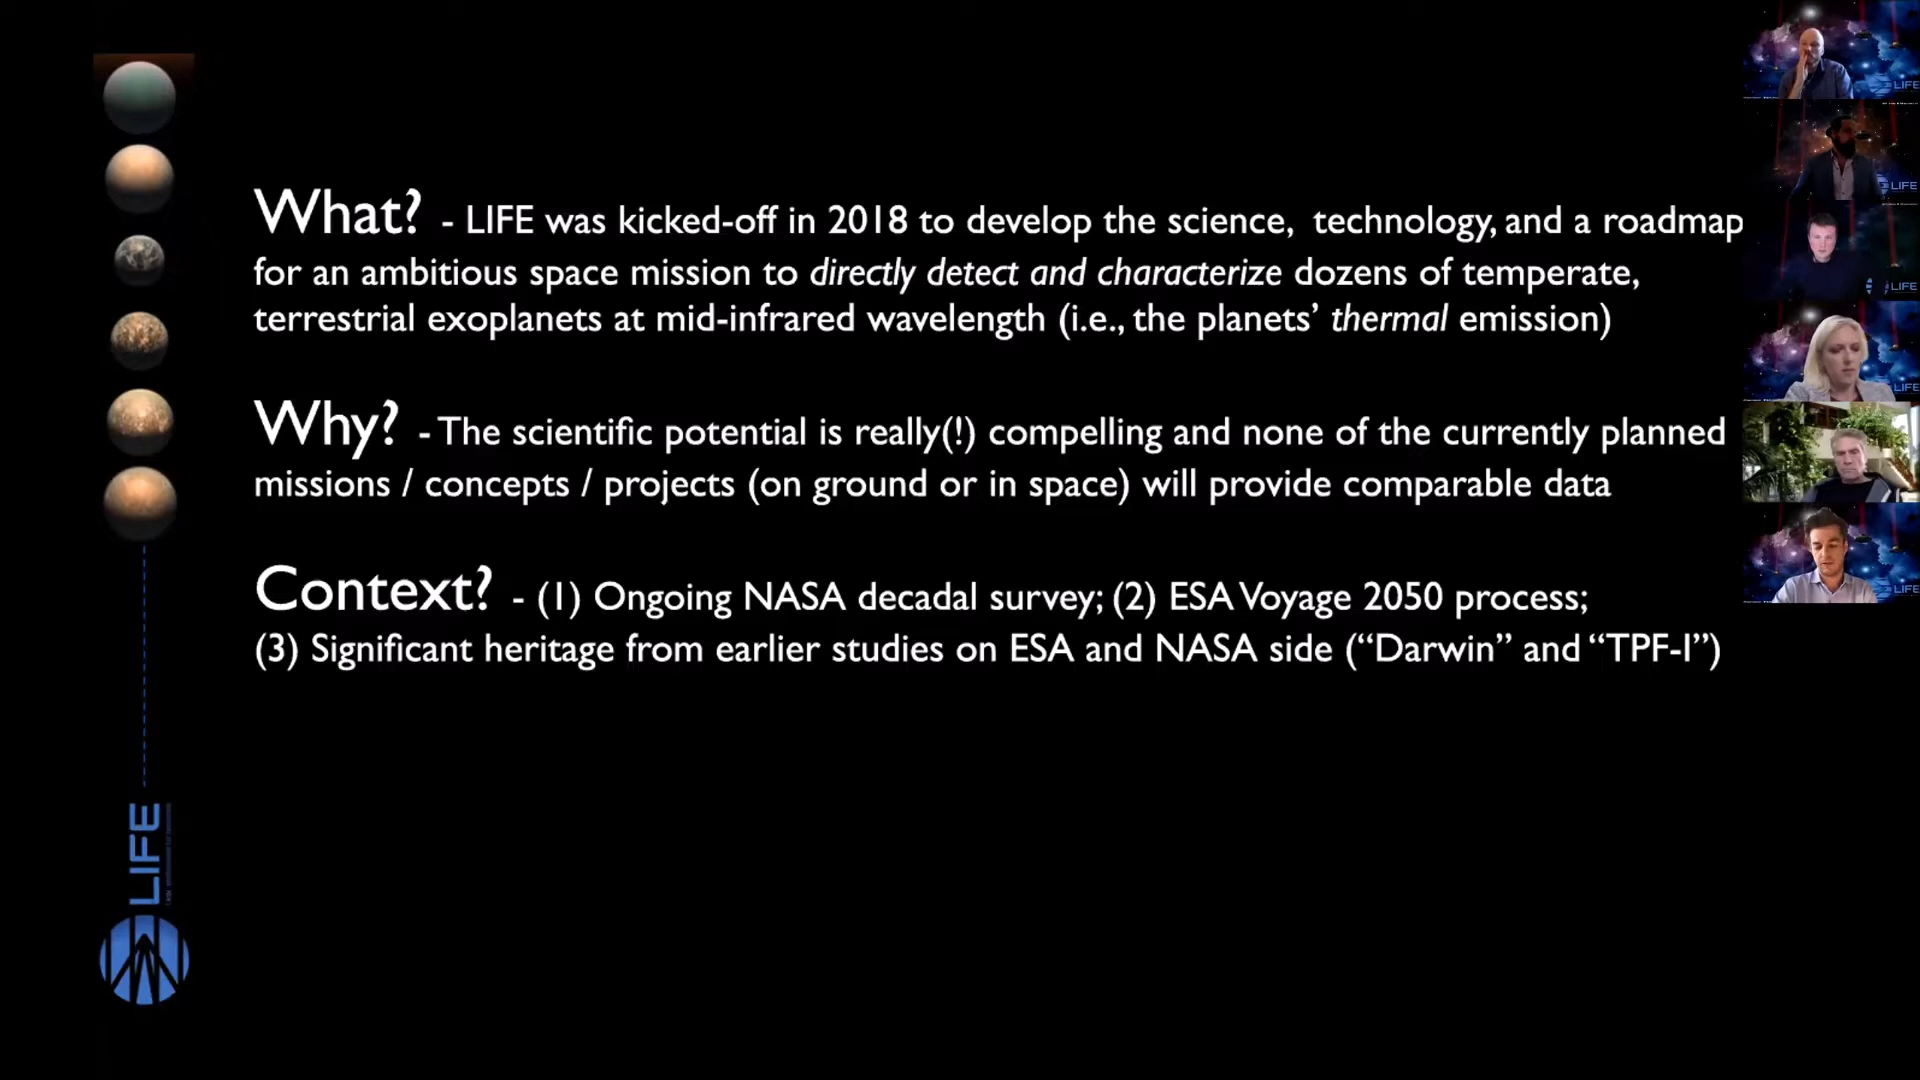 What? - LIFE was kicked-off in 2018 to develop the science, technology, and a roadmap
for an ambitious space mission to directly detect and characterize dozens of temperate,
terrestrial exoplanets at mid-infrared wavelength (i.e., the planets’ thermal emission)
Why? - The scientific potential is really(!) compelling and none of the currently planned
missions / concepts / projects (on ground or in space) will provide comparable data
Context? - (1) Ongoing NASA decadal survey; (2) ESA Voyage 2050 process;
(3) Significant heritage from earlier studies on ESA and NASA side (“Darwin” and “TPF-I”)
LIFE
LIFE
LIFE
LIFE
LIFE
LIFE